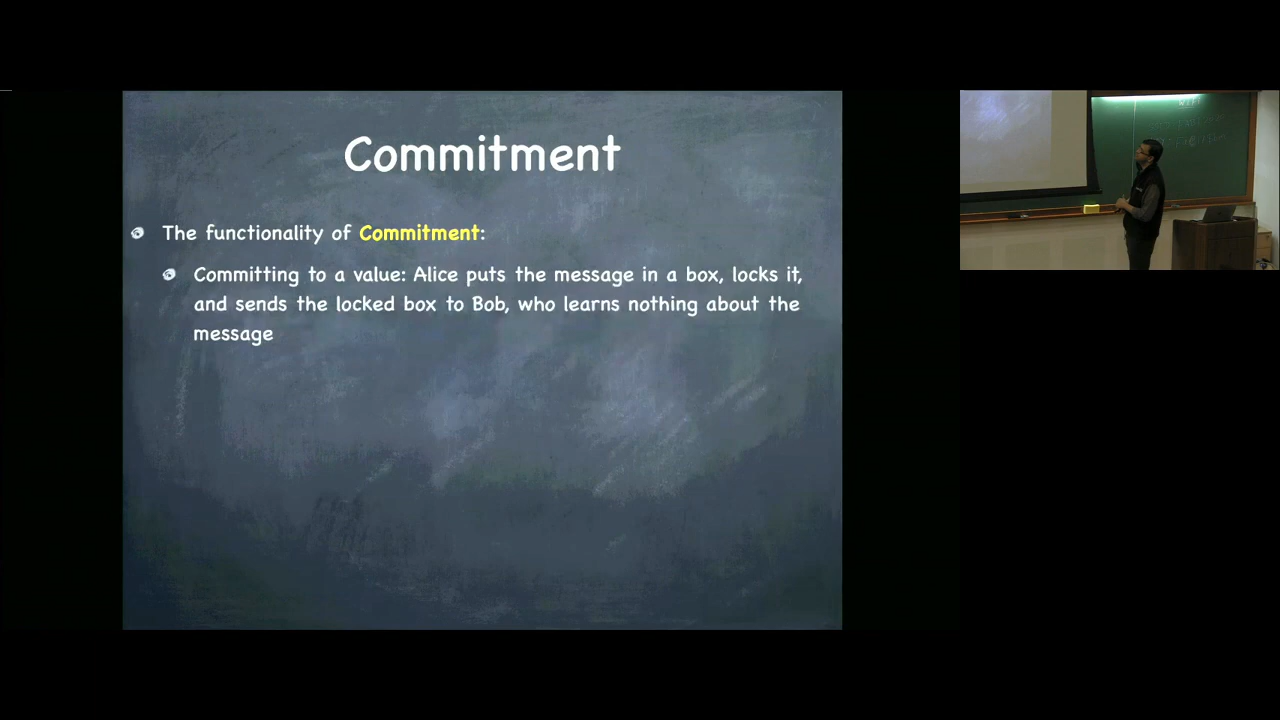 Commitment
The functionality of Commitment:
Committing to a value: Alice puts the message in a box, locks it,
and sends the locked box to Bob, who learns nothing about the
message